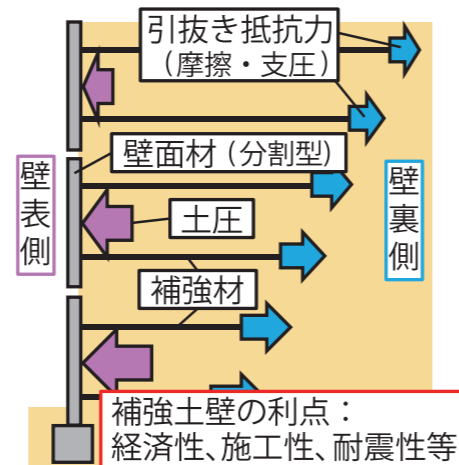 引抜き抵抗力
（摩擦・支圧）
壁面材（分割型）
壁表側
土圧
壁裏側
補強材
補強土壁の利点：
経済性、施工性、耐震性等